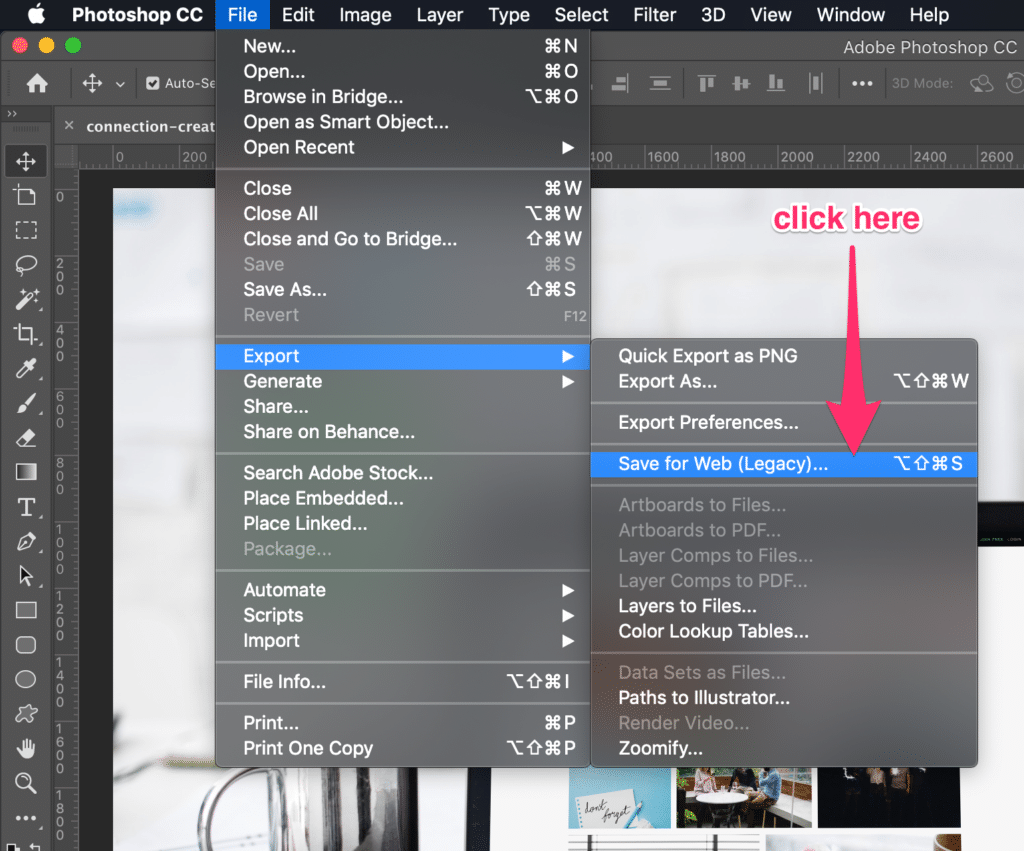 Photoshop CC File Edit Image Layer Type Select Filter 3D View Window Help
Adobe Photoshop CC
Auto-Se
3D Mode:
connection-creat
0 200 400 1600 1800 2000 2200 2400 2600
New... ⌘N
Open... ⌘O
Browse in Bridge... ⌥⌘O
Open as Smart Object...
Open Recent ▶
Close ⌘W
Close All ⌥⌘W
Close and Go to Bridge... ⇧⌘W
Save ⌘S
Save As... ⇧⌘S
Revert F12
Export ▶
Generate ▶
Share...
Share on Behance...
Search Adobe Stock...
Place Embedded...
Place Linked...
Package...
Automate ▶
Scripts ▶
Import ▶
File Info... ⌥⇧⌘I
Print... ⌘P
Print One Copy ⌥⇧⌘P
click here
Quick Export as PNG
Export As... ⌥⇧⌘W
Export Preferences...
Save for Web (Legacy)... ⌥⇧⌘S
Artboards to Files...
Artboards to PDF...
Layer Comps to Files...
Layer Comps to PDF...
Layers to Files...
Color Lookup Tables...
Data Sets as Files...
Paths to Illustrator...
Render Video...
Zoomify...
0
200
400
600
800
1000
1200
1400
1600
1800
don't
forget